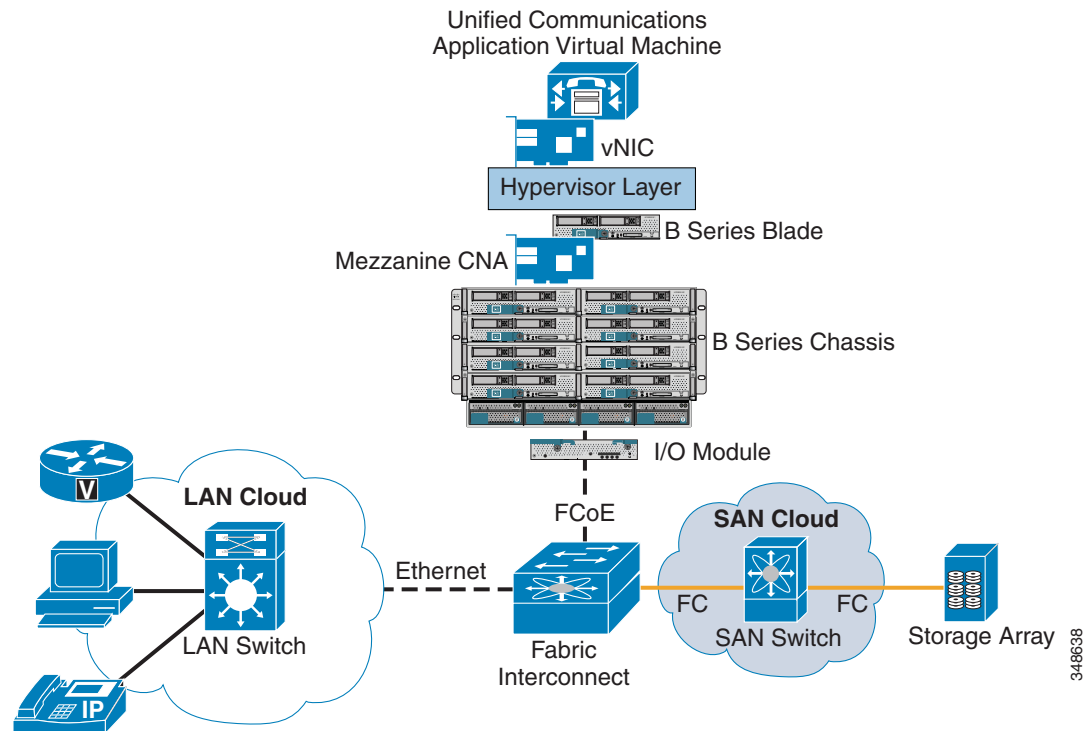 Unified Communications
Application Virtual Machine
vNIC
Hypervisor Layer
B Series Blade
Mezzanine CNA
B Series Chassis
I/O Module
FCoE
V
LAN Cloud
SAN Cloud
Ethernet
FC
FC
LAN Switch
SAN Switch
Storage Array
Fabric
Interconnect
IP
348638